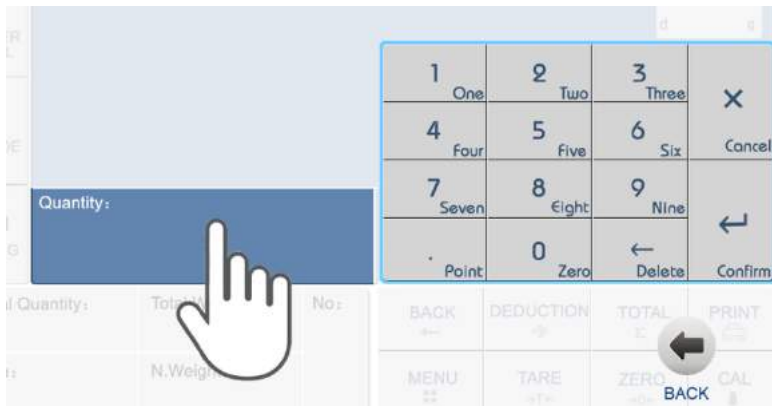 d e
1 One 2 Two 3 Three × Cancel
4 Four 5 Five 6 Six
Quantity:
7 Seven 8 Eight 9 Nine ↵ Confirm
. Point 0 Zero ← Delete
Quantity: No:
BACK DEDUCTION TOTAL PRINT
N.Weigh
MENU TARE ZERO CAL
BACK